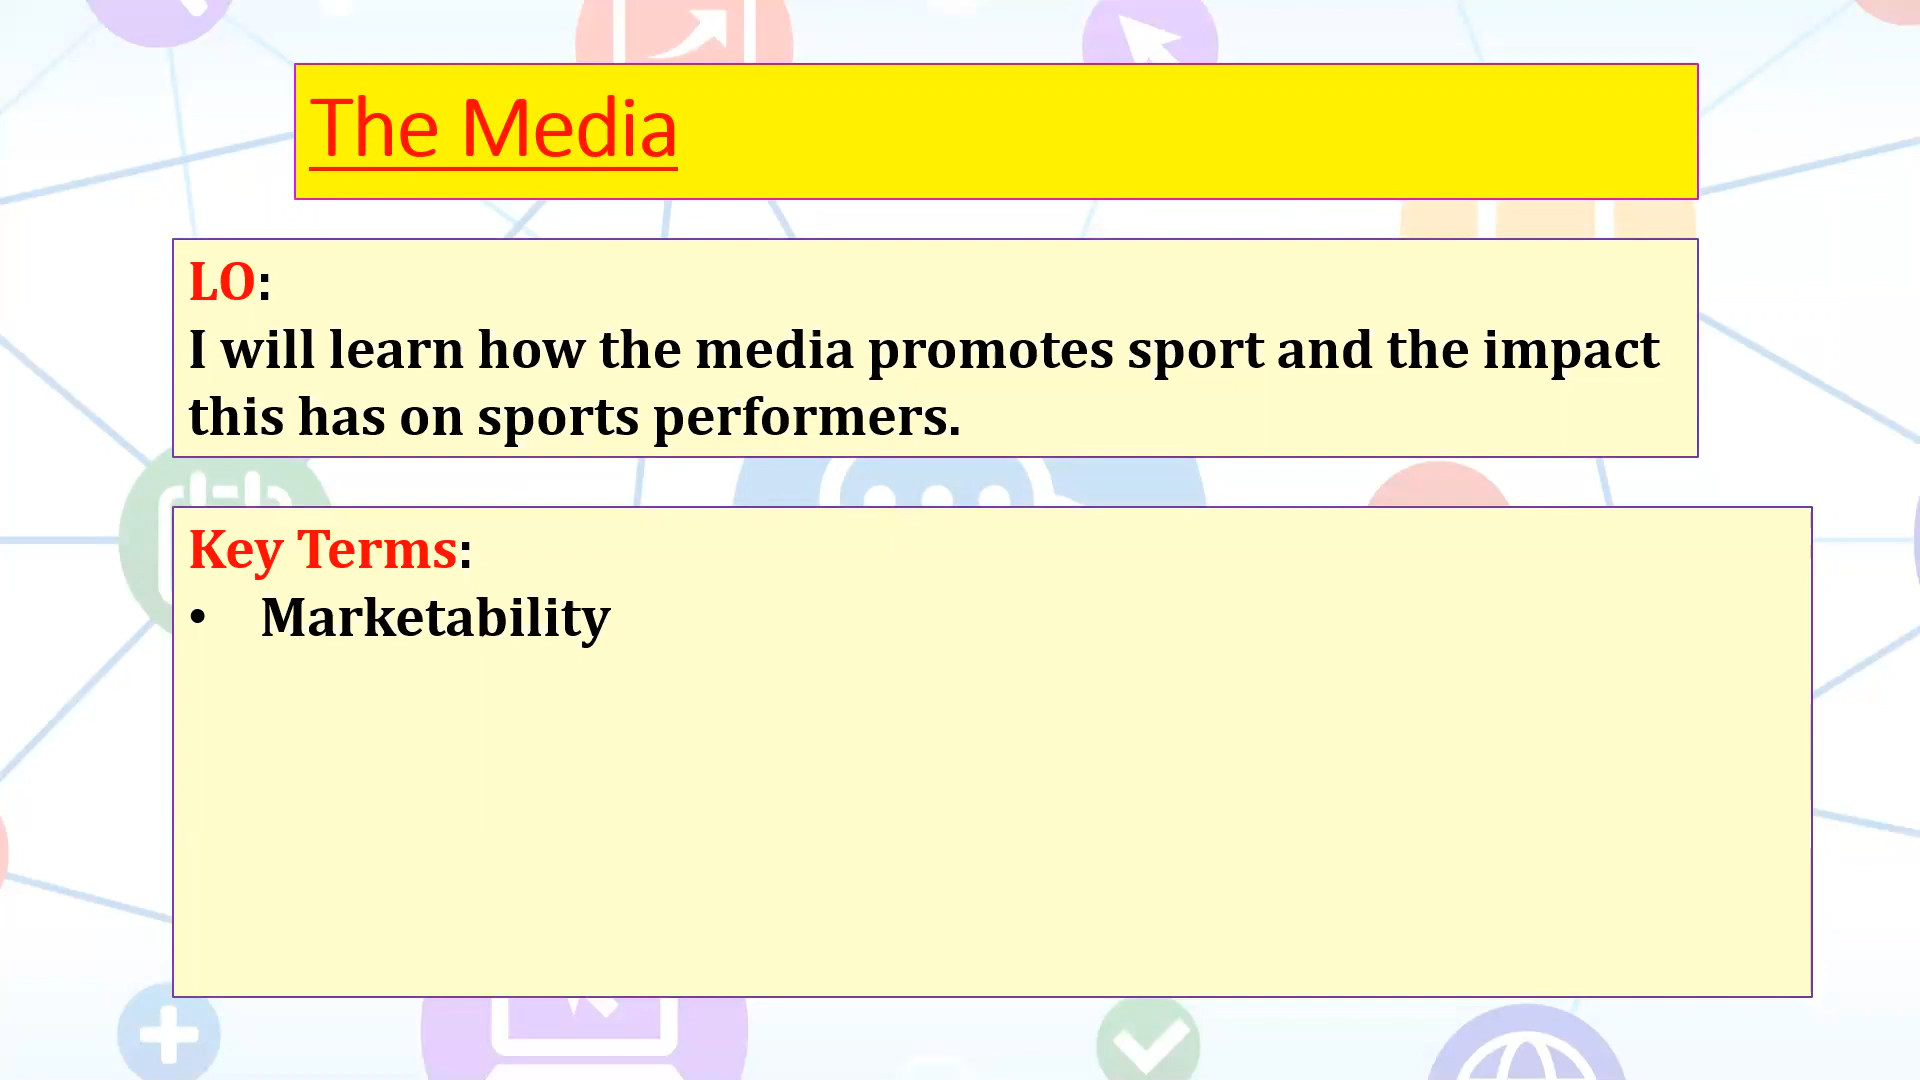 The Media
LO:
I will learn how the media promotes sport and the impact
this has on sports performers.
Key Terms:
• Marketability